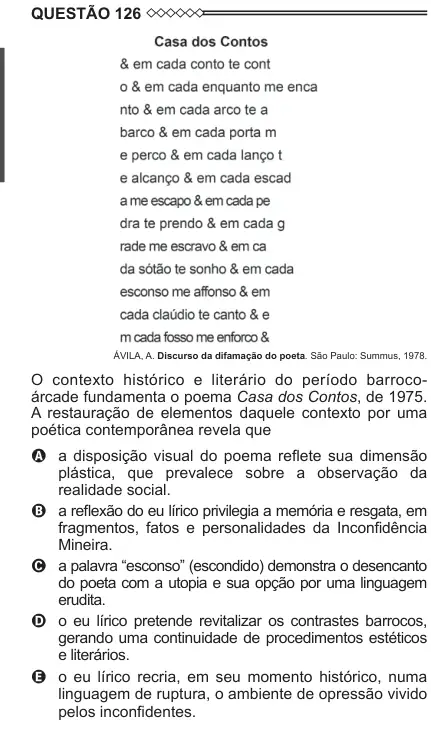 QUESTÃO 126
Casa dos Contos
& em cada conto te cont
o & em cada enquanto me enca
nto & em cada arco te a
barco & em cada porta m
e perco & em cada lanço t
e alcanço & em cada escad
a me escapo & em cada pe
dra te prendo & em cada g
rade me escravo & em ca
da sótão te sonho & em cada
esconso me affonso & em
cada claúdio te canto & e
m cada fosso me enforco &
ÁVILA, A. Discurso da difamação do poeta. São Paulo: Summus, 1978.
O contexto histórico e literário do período barroco-
árcade fundamenta o poema Casa dos Contos, de 1975.
A restauração de elementos daquele contexto por uma
poética contemporânea revela que
A a disposição visual do poema reflete sua dimensão
plástica, que prevalece sobre a observação da
realidade social.
B a reflexão do eu lírico privilegia a memória e resgata, em
fragmentos, fatos e personalidades da Inconfidência
Mineira.
C a palavra “esconso” (escondido) demonstra o desencanto
do poeta com a utopia e sua opção por uma linguagem
erudita.
D o eu lírico pretende revitalizar os contrastes barrocos,
gerando uma continuidade de procedimentos estéticos
e literários.
E o eu lírico recria, em seu momento histórico, numa
linguagem de ruptura, o ambiente de opressão vivido
pelos inconfidentes.